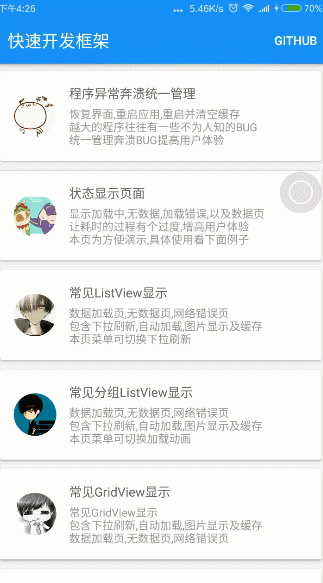 下午4:26 ... 5.46K/s 70%
快速开发框架 GITHUB
程序异常奔溃统一管理
恢复界面,重启应用,重启并清空缓存
越大的程序往往有一些不为人知的BUG
统一管理奔溃BUG提高用户体验
状态显示页面
显示加载中,无数据,加载错误,以及数据页
让耗时的过程有个过度,增高用户体验
本页为方便演示,具体使用看下面例子
常见ListView显示
数据加载页,无数据页,网络错误页
包含下拉刷新,自动加载,图片显示及缓存
本页菜单可切换下拉刷新
常见分组ListView显示
数据加载页,无数据页,网络错误页
包含下拉刷新,自动加载,图片显示及缓存
本页菜单可切换加载动画
常见GridView显示
常见GridView显示
包含下拉刷新,自动加载,图片显示及缓存
数据加载页,无数据页,网络错误页